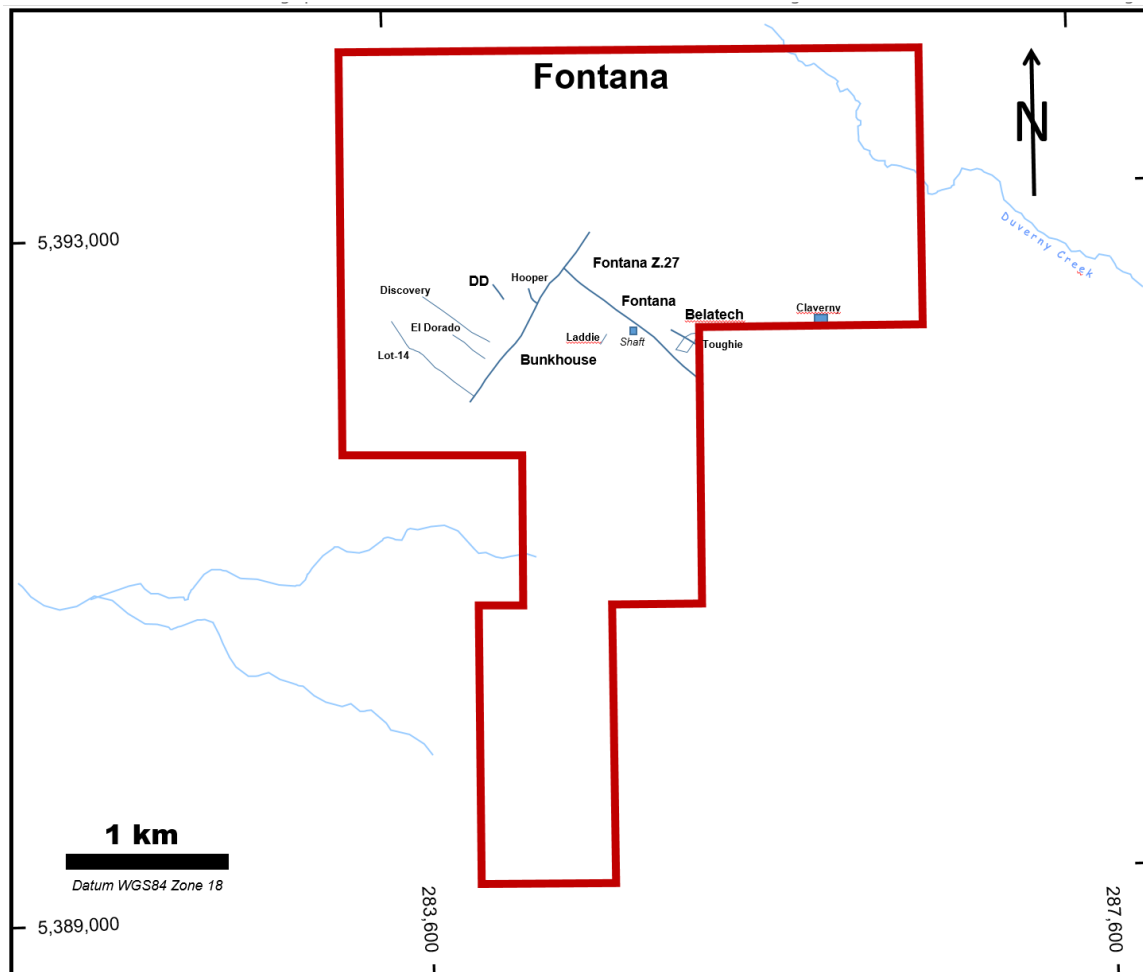 Fontana
N
Duverny Creek
5,393,000
Fontana Z.27
Hooper
DD
Discovery
Fontana
Claverny
Belatech
El Dorado
Laddie
Shaft
Toughie
Lot-14
Bunkhouse
1 km
Datum WGS84 Zone 18
283,600
287,600
5,389,000